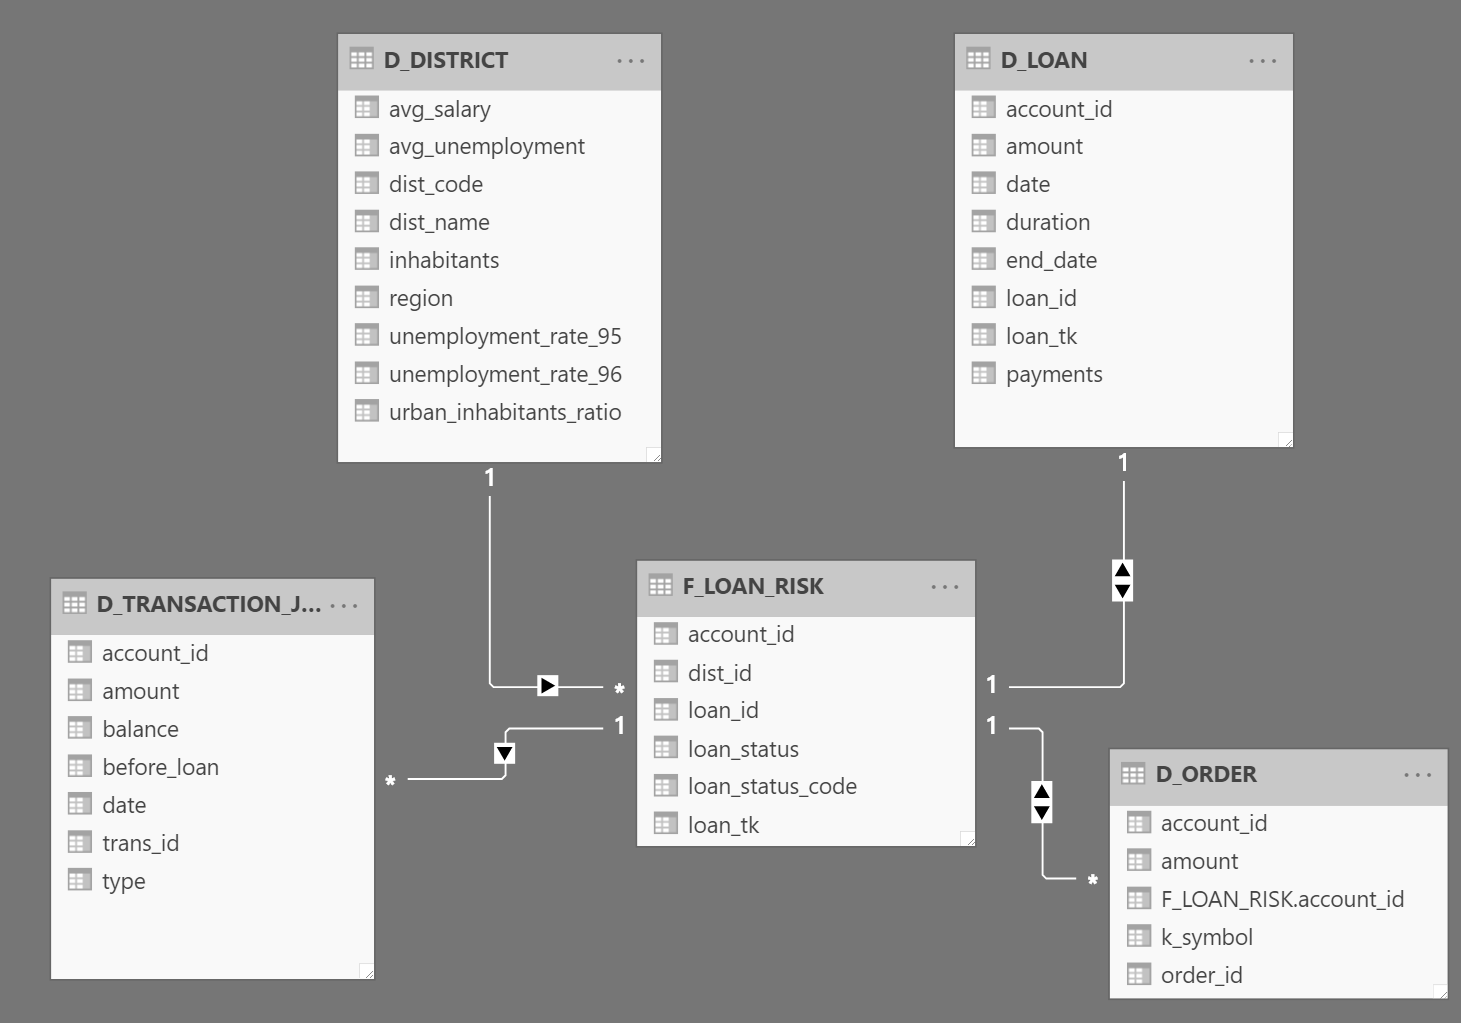 D_DISTRICT
avg_salary
avg_unemployment
dist_code
dist_name
inhabitants
region
unemployment_rate_95
unemployment_rate_96
urban_inhabitants_ratio
1
D_LOAN
account_id
amount
date
duration
end_date
loan_id
loan_tk
payments
1
D_TRANSACTION_J...
account_id
amount
balance
before_loan
date
trans_id
type
*
*
1
F_LOAN_RISK
account_id
dist_id
loan_id
loan_status
loan_status_code
loan_tk
1
1
*
D_ORDER
account_id
amount
F_LOAN_RISK.account_id
k_symbol
order_id